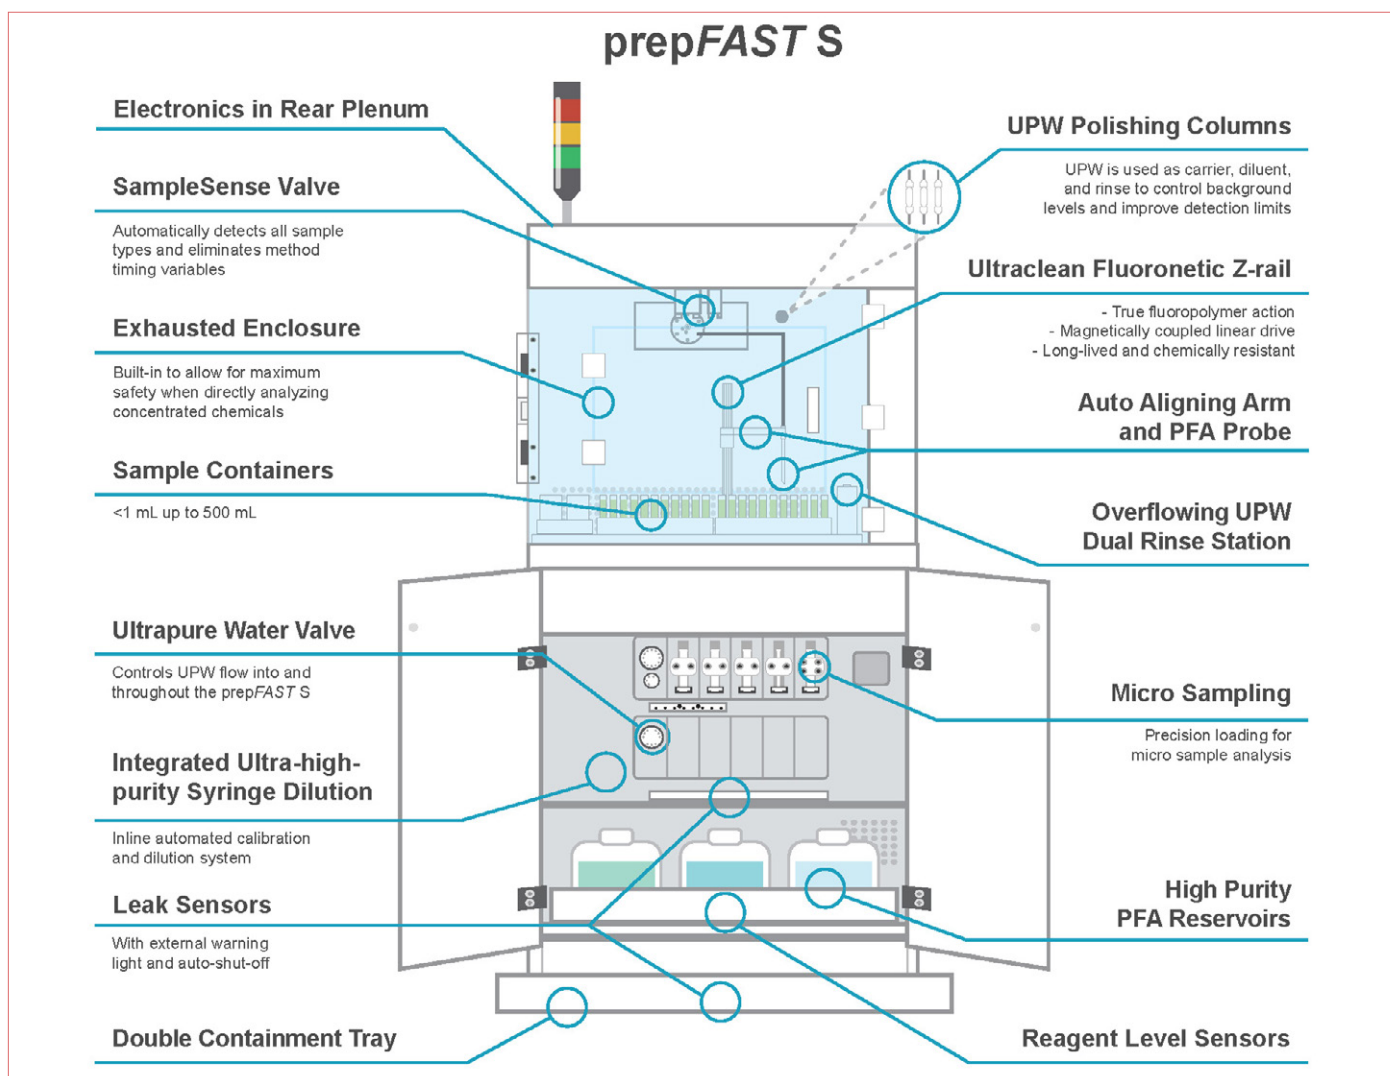 prepFAST S
Electronics in Rear Plenum
SampleSense Valve
Automatically detects all sample
types and eliminates method
timing variables
Exhausted Enclosure
Built-in to allow for maximum
safety when directly analyzing
concentrated chemicals
Sample Containers
<1 mL up to 500 mL
Ultrapure Water Valve
Controls UPW flow into and
throughout the prepFAST S
Integrated Ultra-high-
purity Syringe Dilution
Inline automated calibration
and dilution system
Leak Sensors
With external warning
light and auto-shut-off
Double Containment Tray
UPW Polishing Columns
UPW is used as carrier, diluent,
and rinse to control background
levels and improve detection limits
Ultraclean Fluoronetic Z-rail
- True fluoropolymer action
- Magnetically coupled linear drive
- Long-lived and chemically resistant
Auto Aligning Arm
and PFA Probe
Overflowing UPW
Dual Rinse Station
Micro Sampling
Precision loading for
micro sample analysis
High Purity
PFA Reservoirs
Reagent Level Sensors